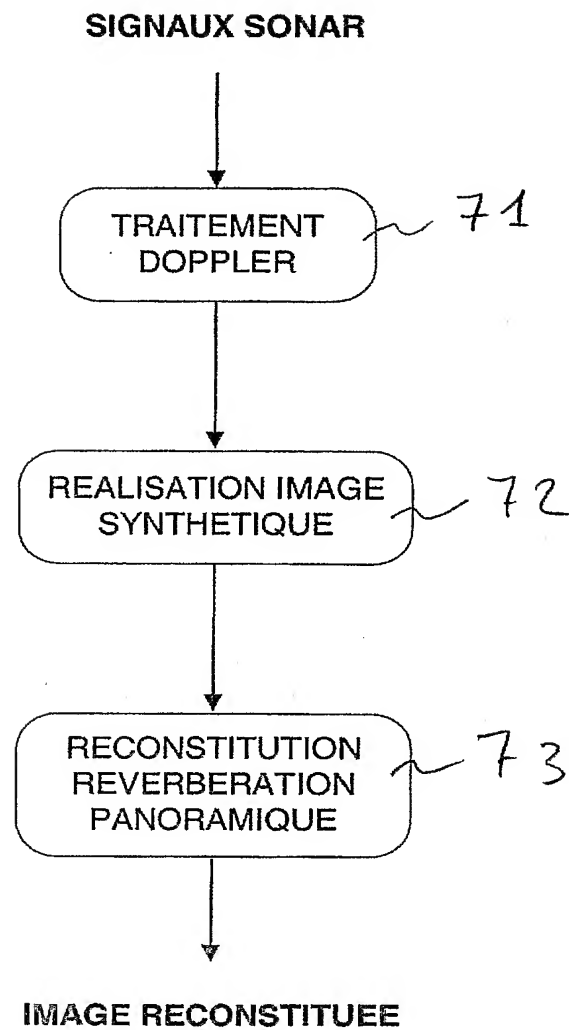 SIGNAUX SONAR
TRAITEMENT
DOPPLER
71
REALISATION IMAGE
SYNTHETIQUE
72
RECONSTITUTION
REVERBERATION
PANORAMIQUE
73
IMAGE RECONSTITUEE